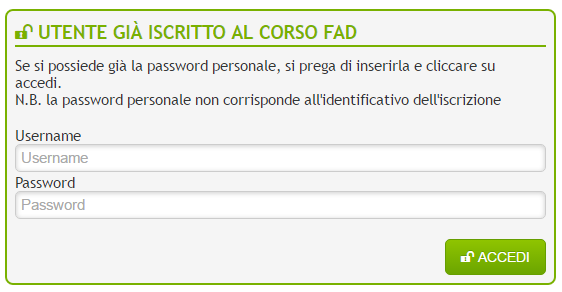 UTENTE GIÀ ISCRITTO AL CORSO FAD
Se si possiede già la password personale, si prega di inserirla e cliccare su
accedi.
N.B. la password personale non corrisponde all'identificativo dell'iscrizione
Username
Username
Password
Password
ACCEDI